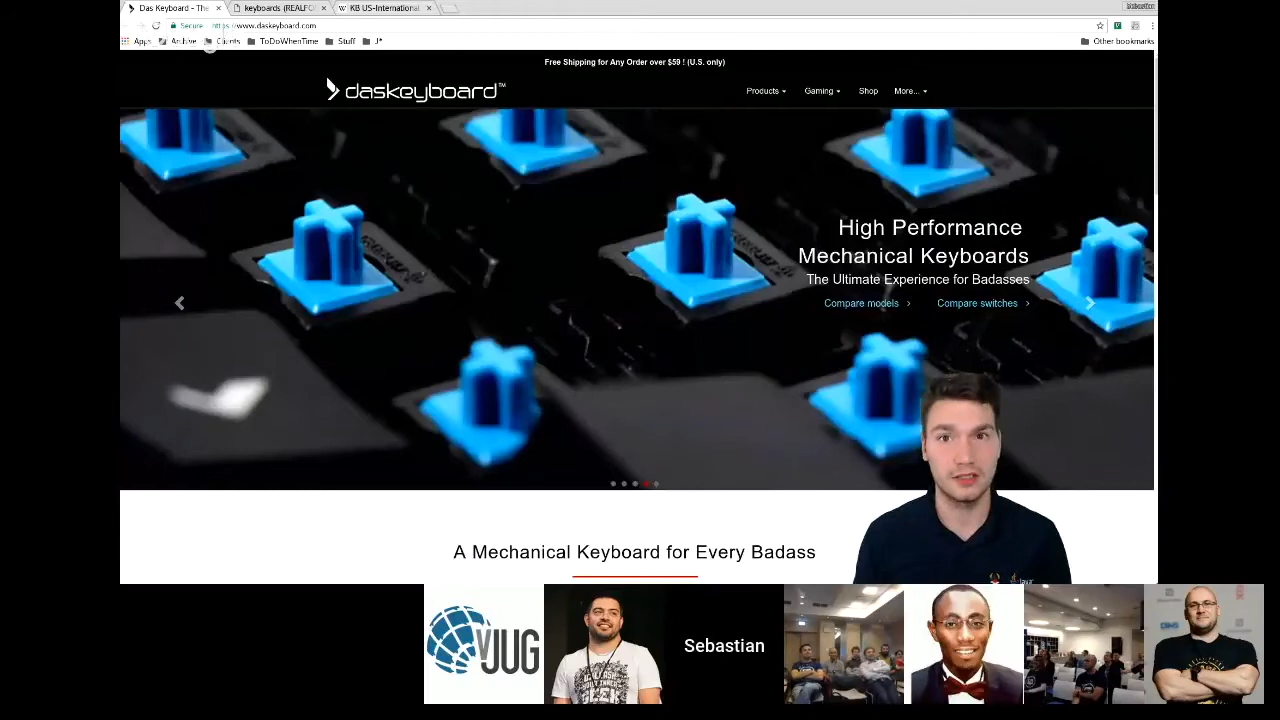 Das Keyboard - The
keyboards (REALFO
KB US-International
Sebastian
Secure
https://www.daskeyboard.com
Apps
Archive
Clients
ToDoWhenTime
Stuff
J*
Other bookmarks
Free Shipping for Any Order over $59 ! (U.S. only)
daskeyboard™
Products
Gaming
Shop
More...
High Performance
Mechanical Keyboards
The Ultimate Experience for Badasses
Compare models
Compare switches
A Mechanical Keyboard for Every Badass
Java
vJUG
Sebastian